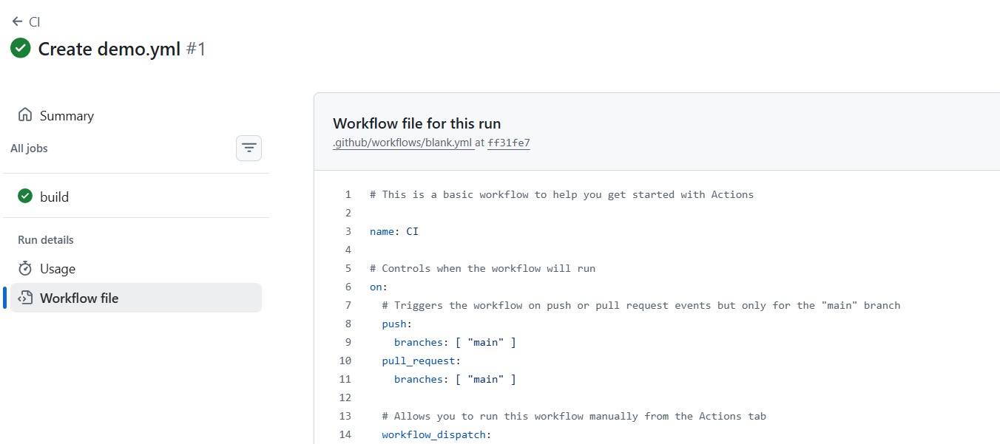 CI
Create demo.yml #1
Summary
All jobs
build
Run details
Usage
Workflow file
Workflow file for this run
.github/workflows/blank.yml at ff31fe7
1 # This is a basic workflow to help you get started with Actions
2
3 name: CI
4
5 # Controls when the workflow will run
6 on:
7   # Triggers the workflow on push or pull request events but only for the "main" branch
8   push:
9     branches: [ "main" ]
10   pull_request:
11     branches: [ "main" ]
12
13   # Allows you to run this workflow manually from the Actions tab
14   workflow_dispatch: